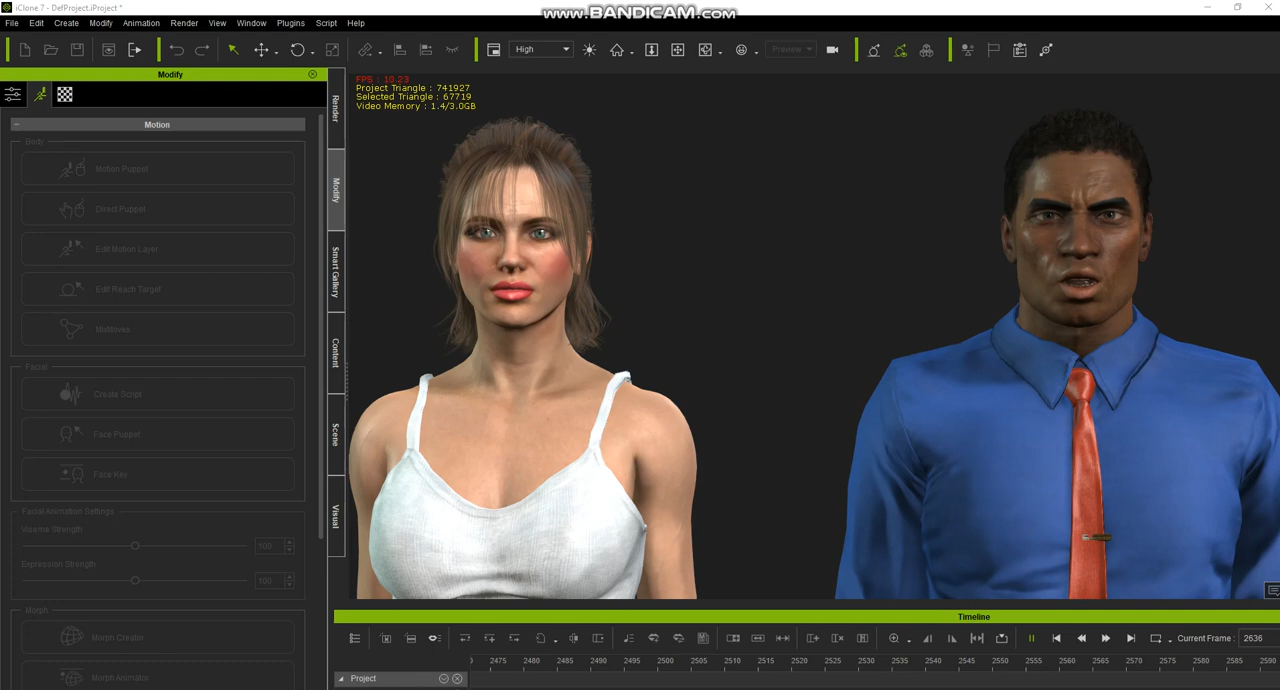 iClone 7 - DefProject.iProject *
www.BANDICAM.com
File Edit Create Modify Animation Render View Window Plugins Script Help
High
Preview
Modify
FPS : 10.23
Project Triangle : 741927
Selected Triangle : 67719
Video Memory : 1.4/3.0GB
Render
Modify
Smart Gallery
Content
Scene
Visual
Motion
Body
Motion Puppet
Direct Puppet
Edit Motion Layer
Edit Reach Target
MixMoves
Facial
Create Script
Face Puppet
Face Key
Facial Animation Settings
Viseme Strength
100
Expression Strength
100
Morph
Morph Creator
Morph Animator
Timeline
Current Frame : 2636
2475 2480 2485 2490 2495 2500 2505 2510 2515 2520 2525 2530 2535 2540 2545 2550 2555 2560 2565 2570 2575 2580 2585 2590
Project